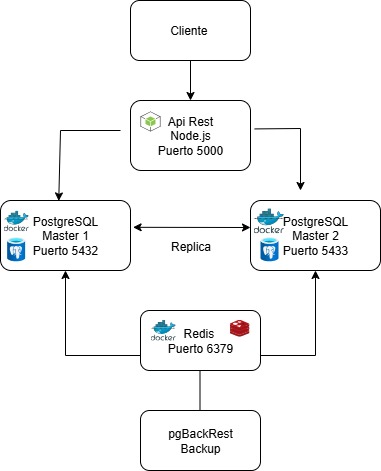 Cliente
Api Rest
Node.js
Puerto 5000
PostgreSQL
Master 1
Puerto 5432
docker
Replica
PostgreSQL
Master 2
Puerto 5433
docker
Redis
Puerto 6379
docker
pgBackRest
Backup